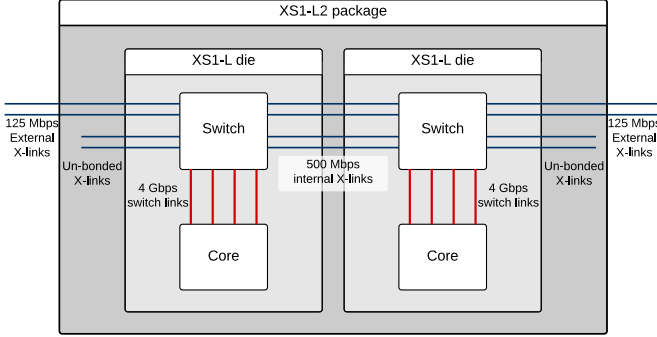 XS1-L2 package
XS1-L die
XS1-L die
Switch
Switch
125 Mbps
External
X-links
125 Mbps
External
X-links
Un-bonded
X-links
500 Mbps
internal X-links
Un-bonded
X-links
4 Gbps
switch links
4 Gbps
switch links
Core
Core